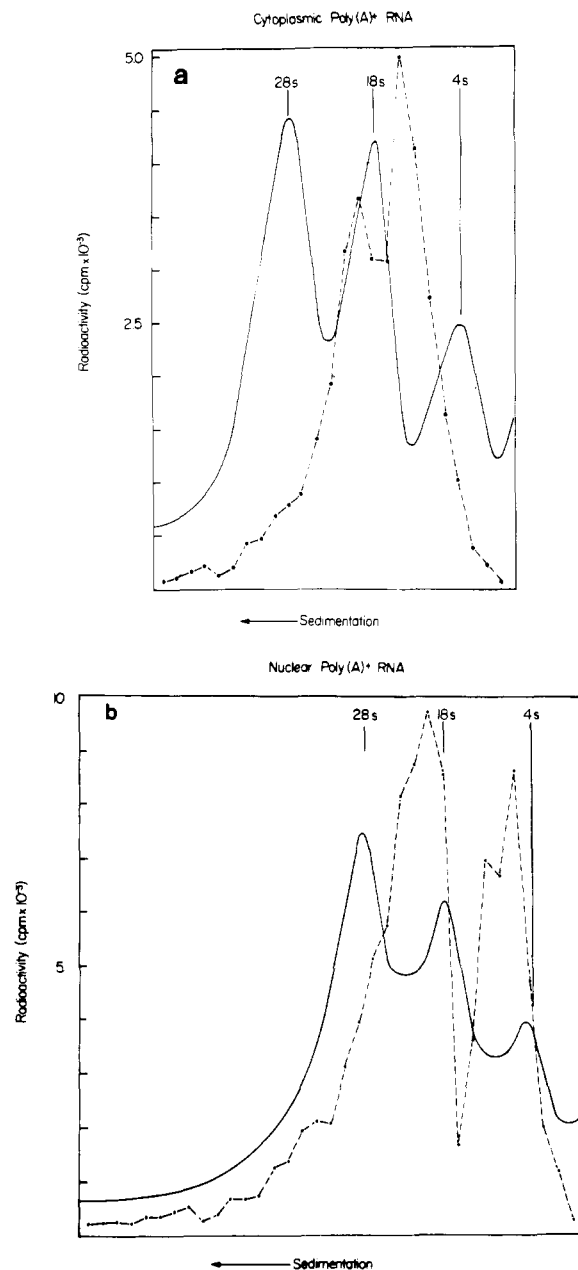 Cytoplasmic Poly(A)+ RNA
a
5.0
28s
18s
4s
2.5
Radioactivity (cpm x 10⁻³)
Sedimentation
Nuclear Poly(A)+ RNA
b
10
28s
18s
4s
5
Radioactivity (cpm x 10⁻³)
Sedimentation